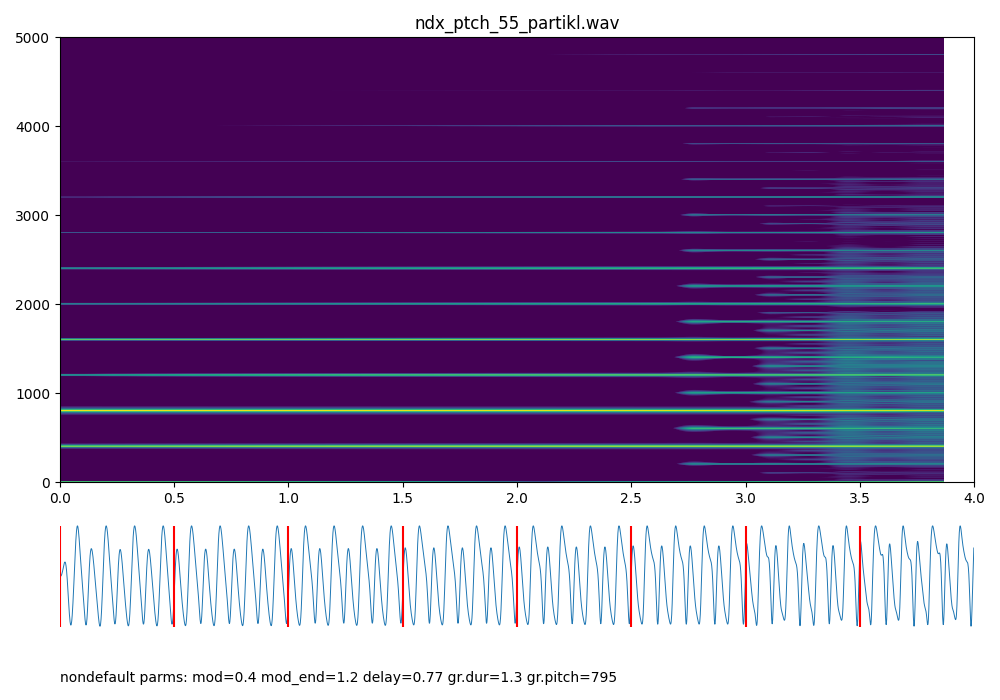 ndx_ptch_55_partikl.wav
5000
4000
3000
2000
1000
0
0.0 0.5 1.0 1.5 2.0 2.5 3.0 3.5 4.0
nondefault parms: mod=0.4 mod_end=1.2 delay=0.77 gr.dur=1.3 gr.pitch=795